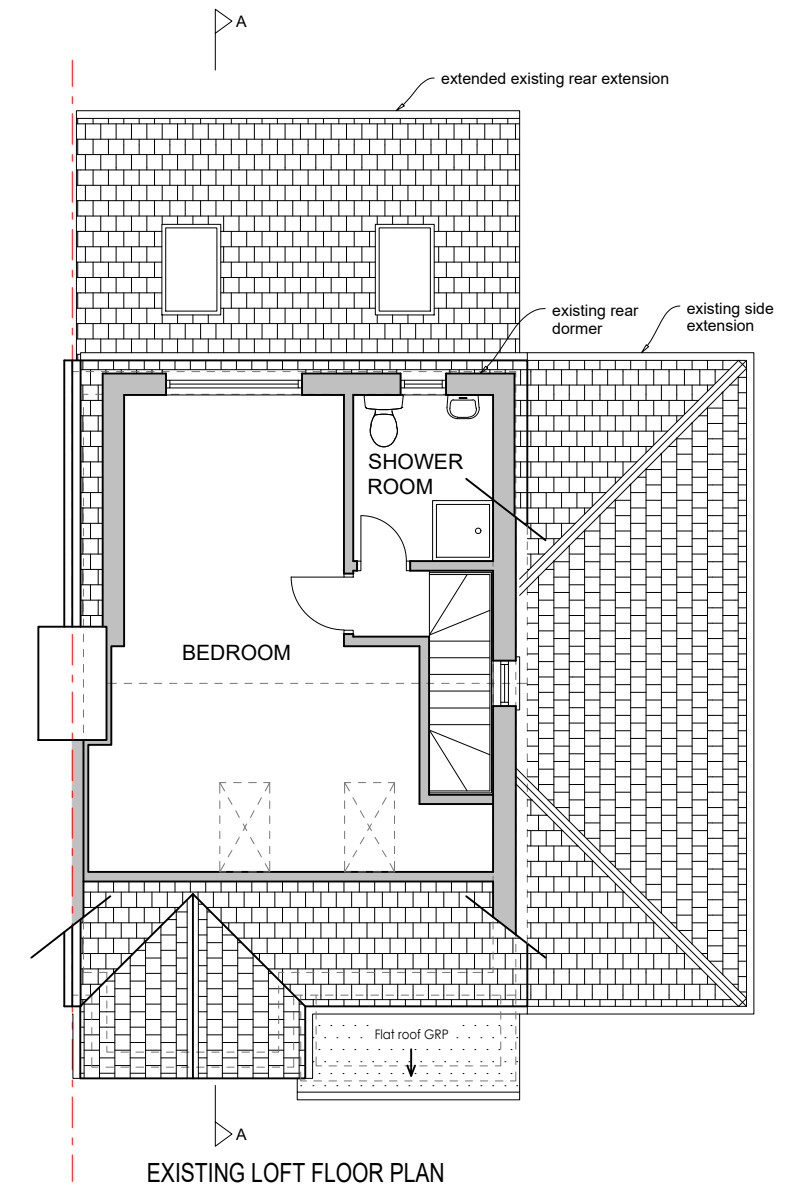 A
extended existing rear extension
existing rear
dormer
existing side
extension
SHOWER
ROOM
BEDROOM
Flat roof GRP
A
EXISTING LOFT FLOOR PLAN